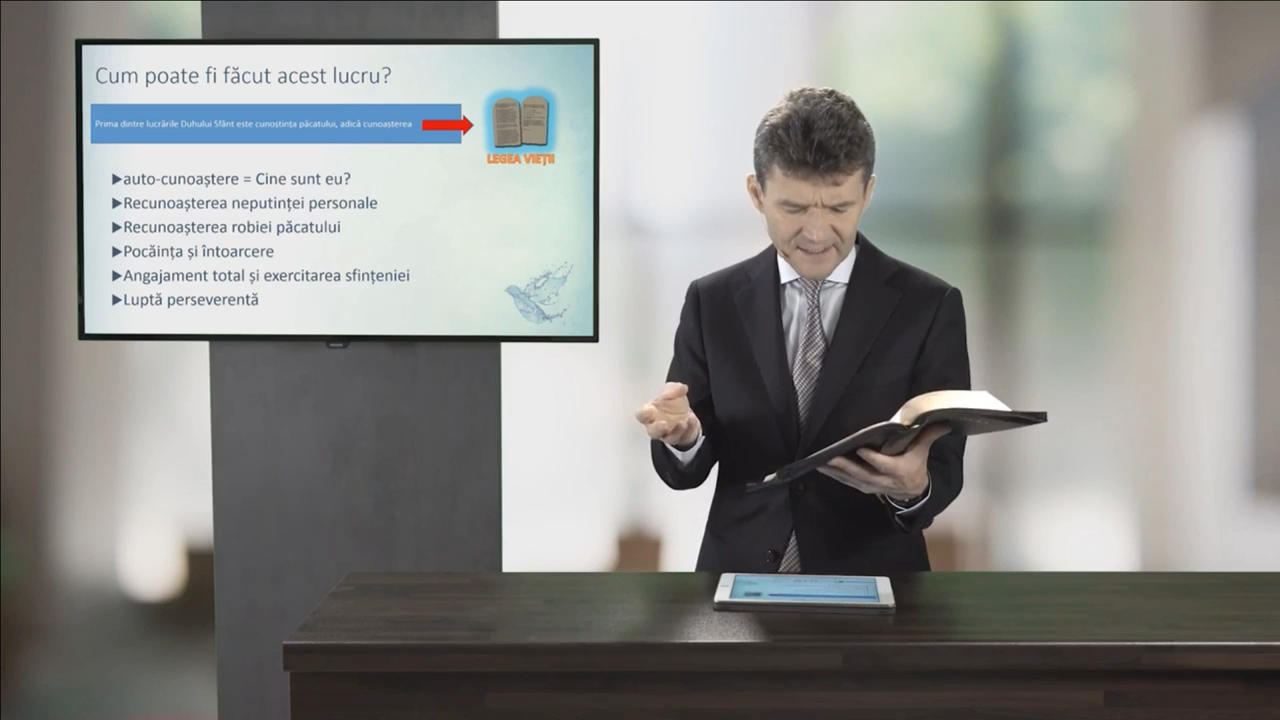 Cum poate fi făcut acest lucru?
Prima dintre lucrările Duhului Sfânt este cunoștința păcatului, adică cunoașterea
LEGEA VIEȚII
▶auto-cunoaștere = Cine sunt eu?
▶Recunoașterea neputinței personale
▶Recunoașterea robiei păcatului
▶Pocăința și întoarcere
▶Angajament total și exercitarea sfințeniei
▶Luptă perseverentă